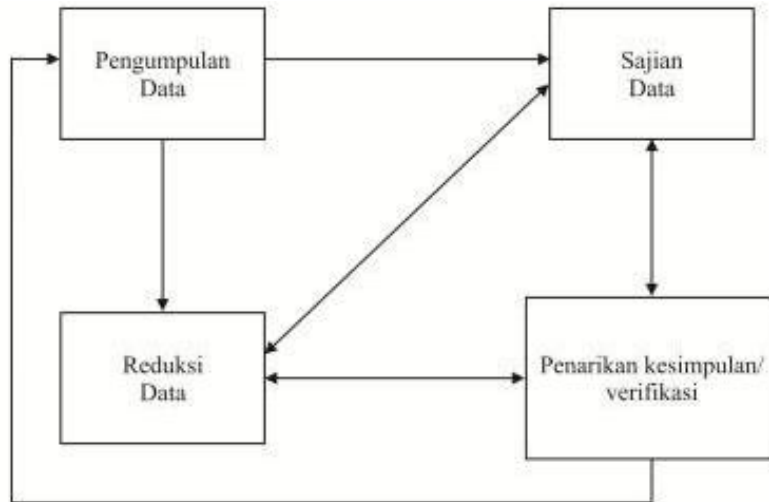 Pengumpulan
Data
Sajian
Data
Reduksi
Data
Penarikan kesimpulan/
verifikasi